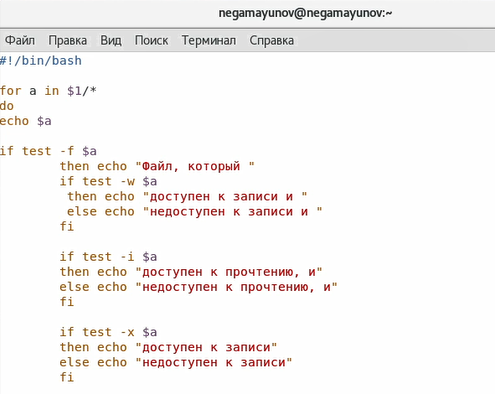 negamayunov@negamayunov:~
Файл Правка Вид Поиск Терминал Справка
#!/bin/bash
for a in $1/*
do
echo $a
if test -f $a
then echo "Файл, который "
if test -w $a
then echo "доступен к записи и "
else echo "недоступен к записи и "
fi
if test -i $a
then echo "доступен к прочтению, и"
else echo "недоступен к прочтению, и"
fi
if test -x $a
then echo "доступен к записи"
else echo "недоступен к записи"
fi